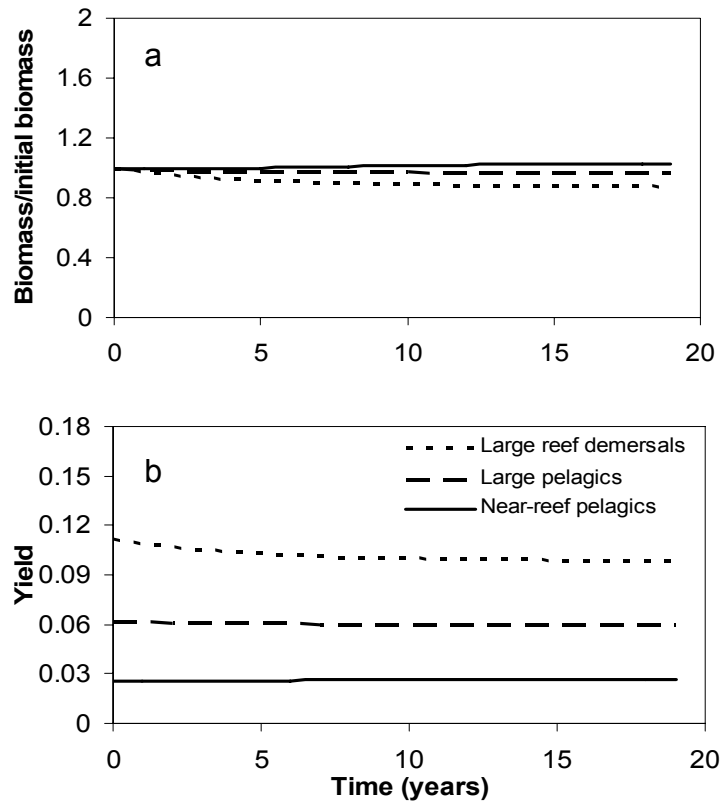 2
a
1.6
1.2
0.8
0.4
0
0 5 10 15 20
Biomass/initial biomass
0.18
b
Large reef demersals
0.15
Large pelagics
Near-reef pelagics
0.12
0.09
0.06
0.03
0
0 5 10 15 20
Yield
Time (years)